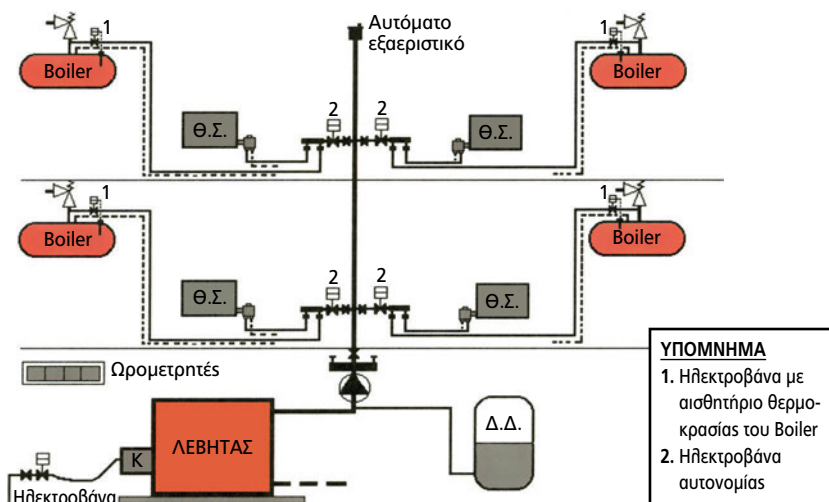 Αυτόματο
εξαεριστικό
1
1
Boiler
Boiler
2
2
Θ.Σ.
Θ.Σ.
1
1
Boiler
Boiler
2
2
Θ.Σ.
Θ.Σ.
Ωρομετρητές
ΥΠΟΜΝΗΜΑ
1. Ηλεκτροβάνα με
αισθητήριο θερμο-
κρασίας του Boiler
2. Ηλεκτροβάνα
αυτονομίας
Δ.Δ.
ΛΕΒΗΤΑΣ
Κ
Ηλεκτροβάνα